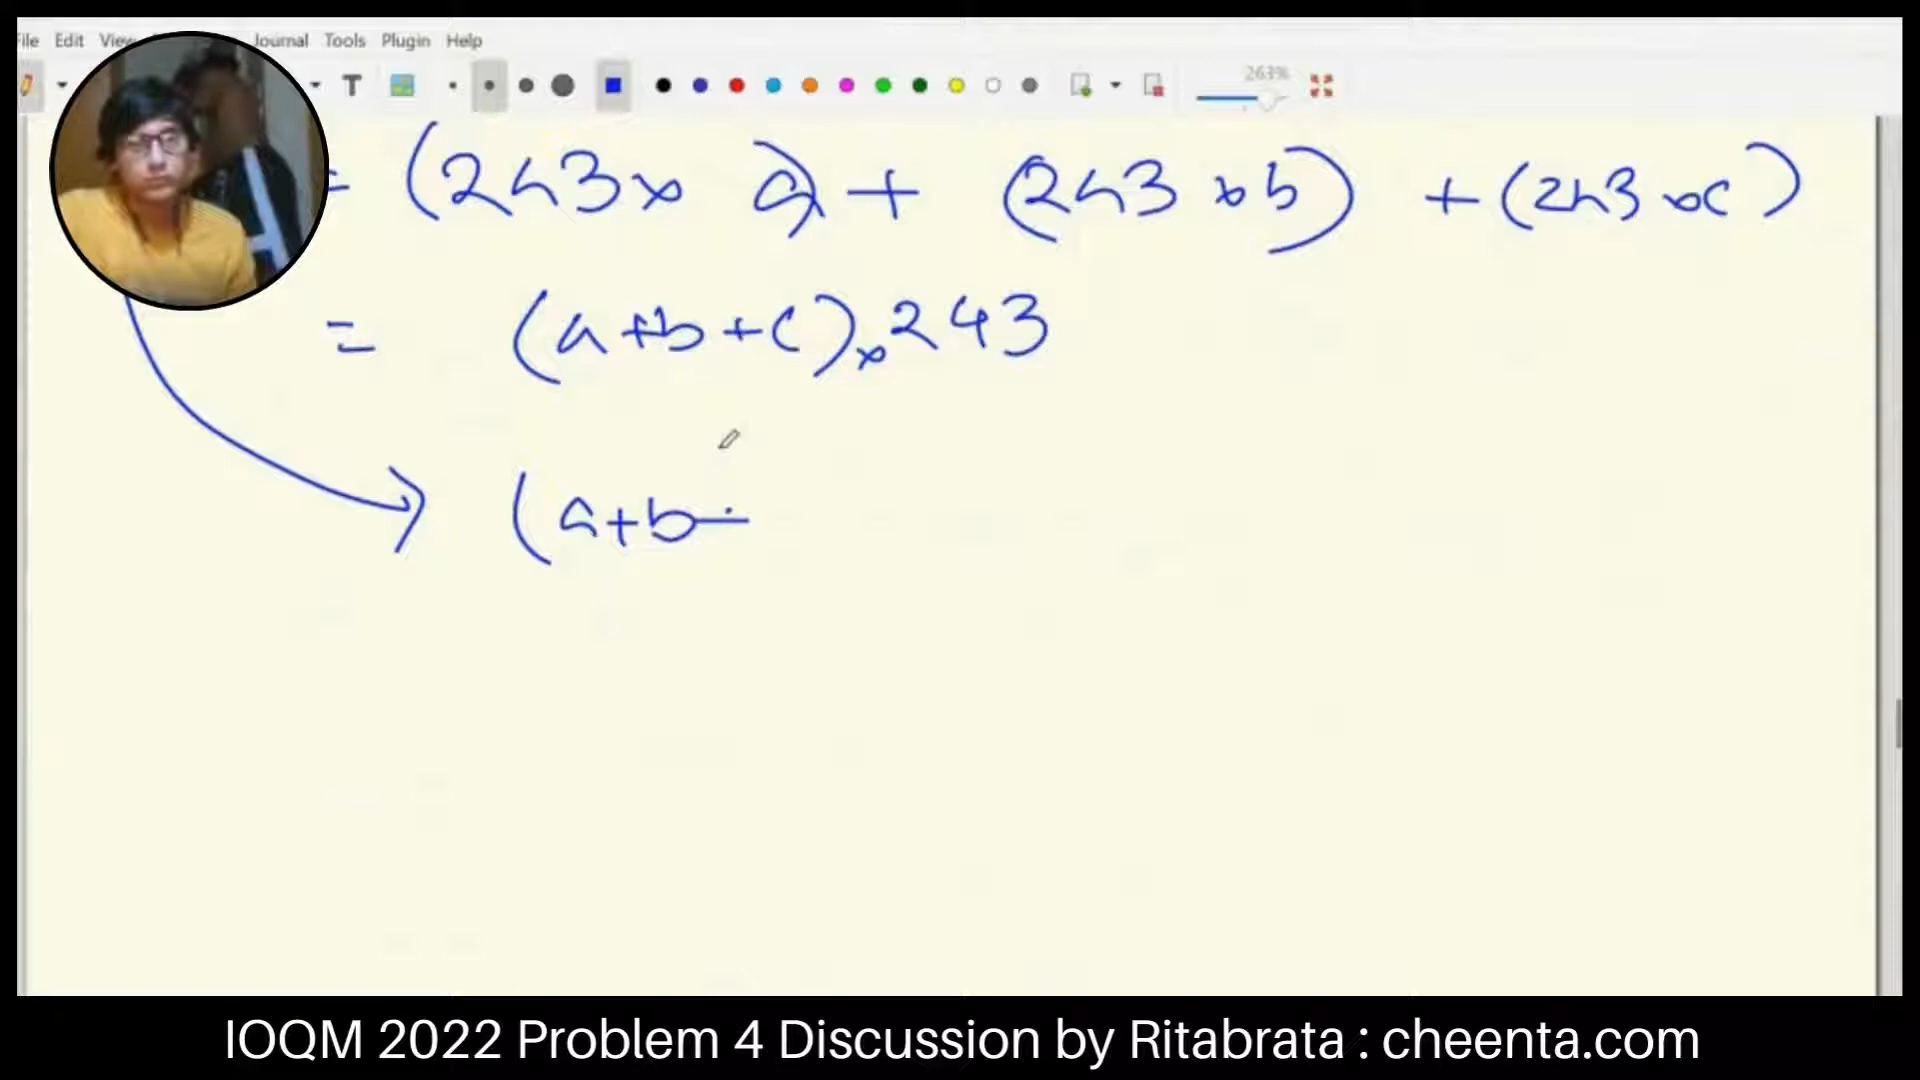 File Edit View Journal Tools Plugin Help
T
263%
= (243 × a) + (243 × b) + (243 × c)
= (a+b+c) × 243
(a+b
IOQM 2022 Problem 4 Discussion by Ritabrata : cheenta.com